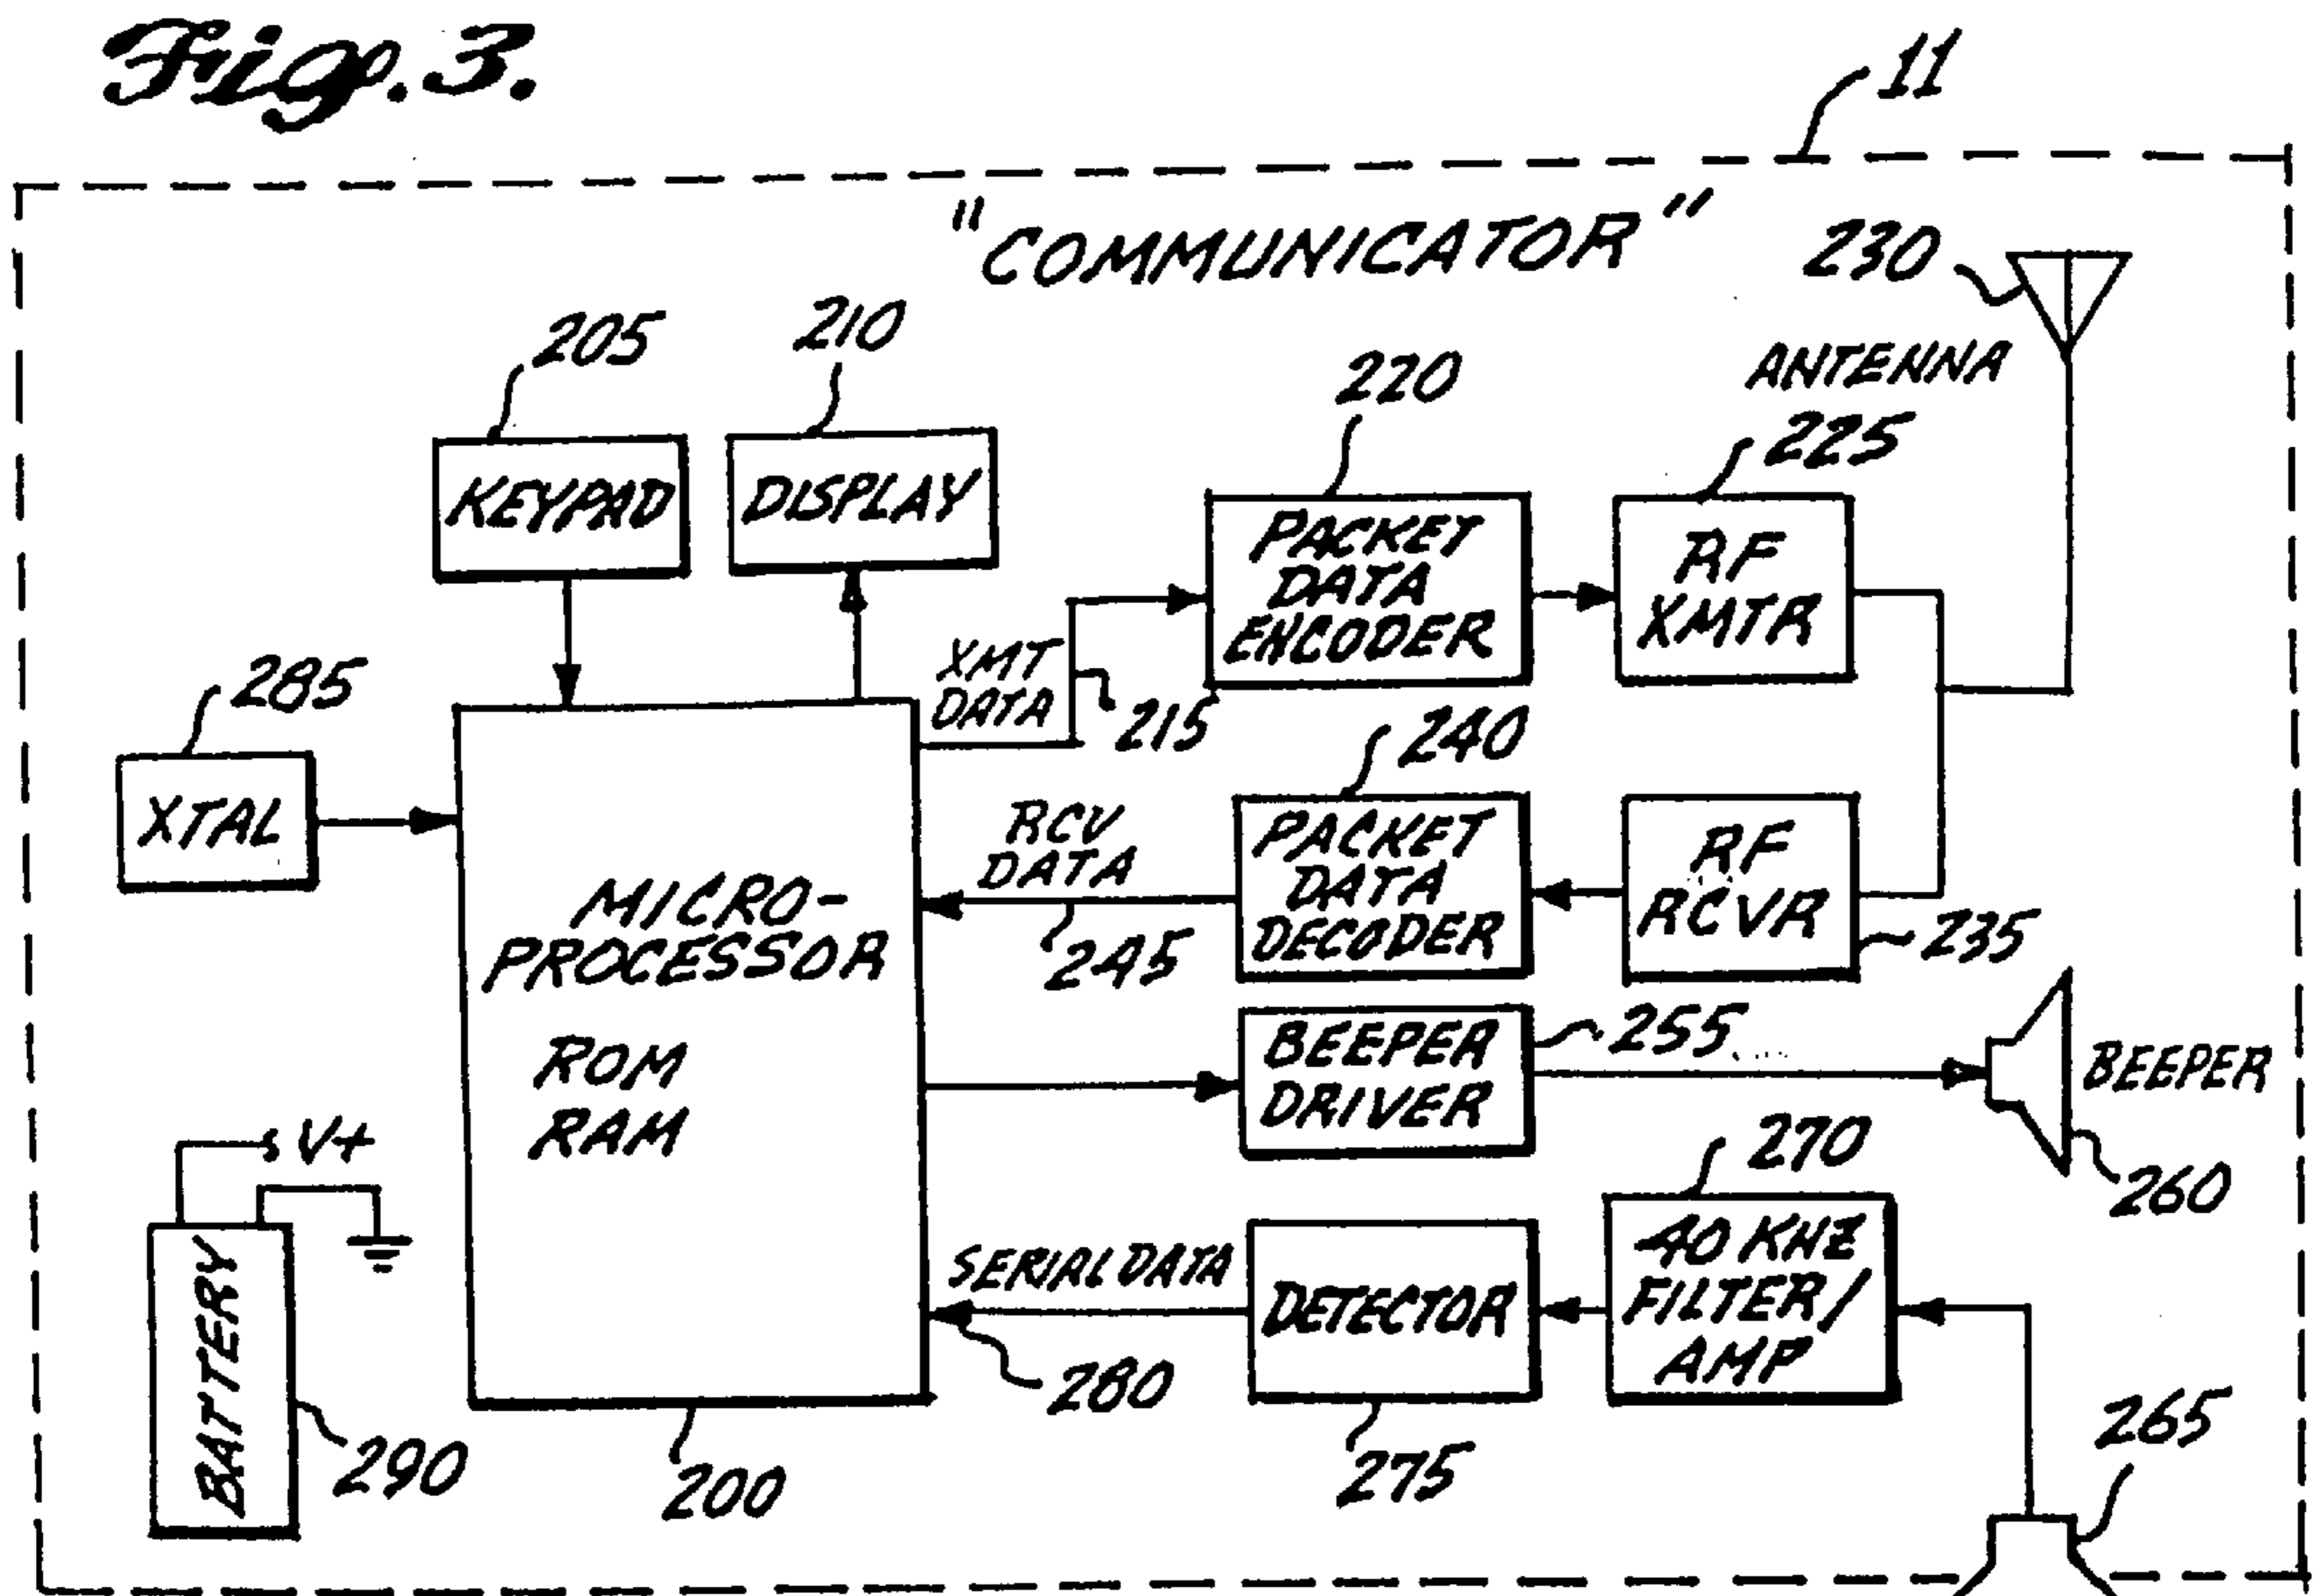 Fig. 3.
11
"COMMUNICATOR"
230
ANTENNA
205
210
220
225
KEYPAD
DISPLAY
PACKET
DATA
ENCODER
RF
XMTR
XMT
DATA
215
285
XTAL
240
RCV
DATA
245
PACKET
DATA
DECODER
RF
RCVR
235
MICRO-
PROCESSOR
ROM
RAM
BEEPER
DRIVER
255
BEEPER
260
V+
BATTERY
290
270
40 KHZ
FILTER/
AMP
SERIAL DATA
280
DETECTOR
275
265
200